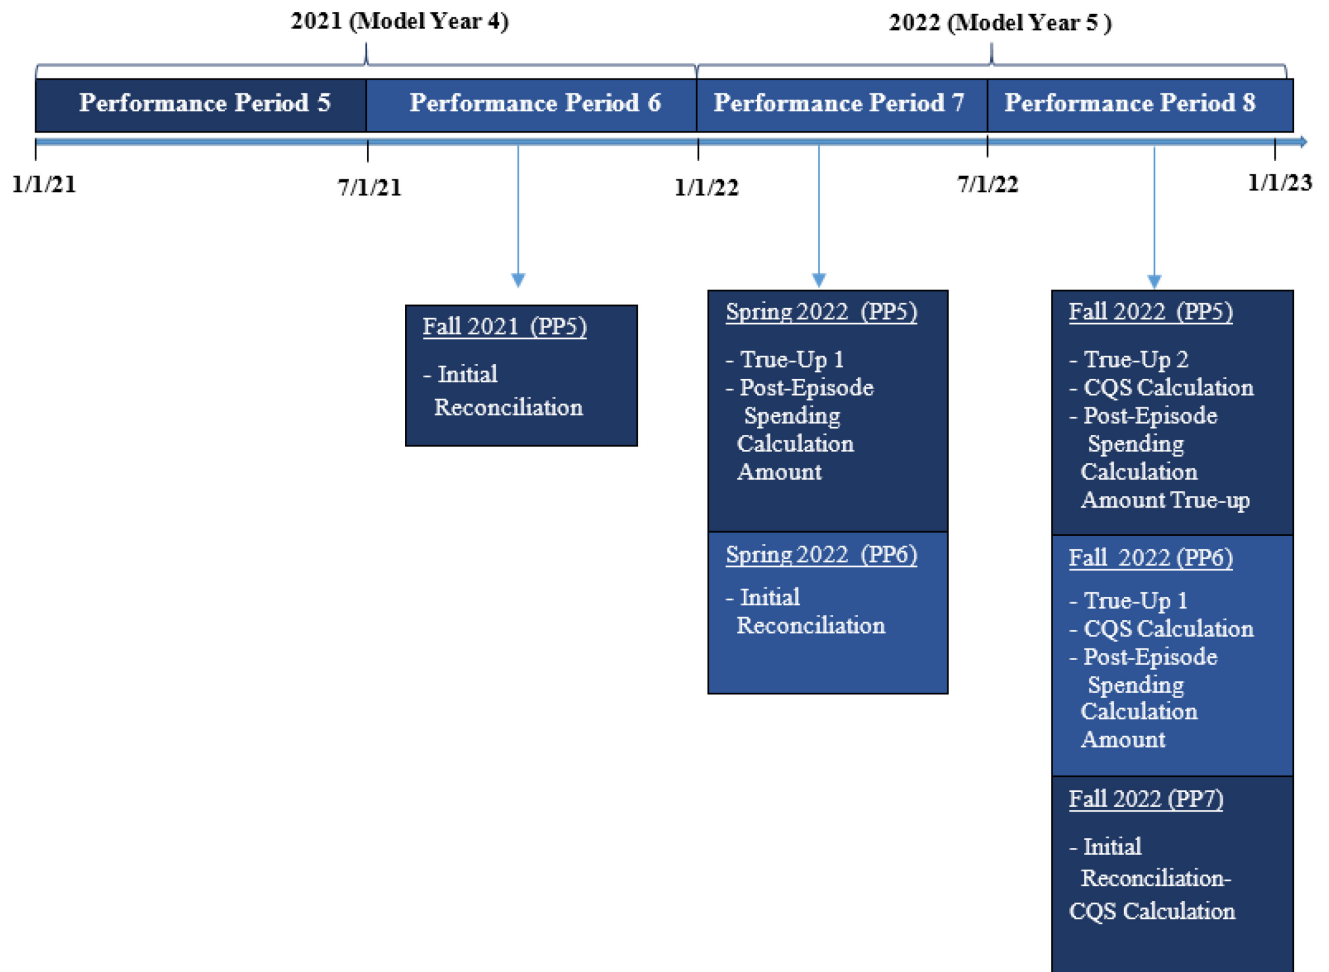 2021 (Model Year 4)
2022 (Model Year 5 )
Performance Period 5
Performance Period 6
Performance Period 7
Performance Period 8
1/1/21
7/1/21
1/1/22
7/1/22
1/1/23
Fall 2021 (PP5)
- Initial
Reconciliation
Spring 2022 (PP5)
- True-Up 1
- Post-Episode
Spending
Calculation
Amount
Spring 2022 (PP6)
- Initial
Reconciliation
Fall 2022 (PP5)
- True-Up 2
- CQS Calculation
- Post-Episode
Spending
Calculation
Amount True-up
Fall 2022 (PP6)
- True-Up 1
- CQS Calculation
- Post-Episode
Spending
Calculation
Amount
Fall 2022 (PP7)
- Initial
Reconciliation-
CQS Calculation